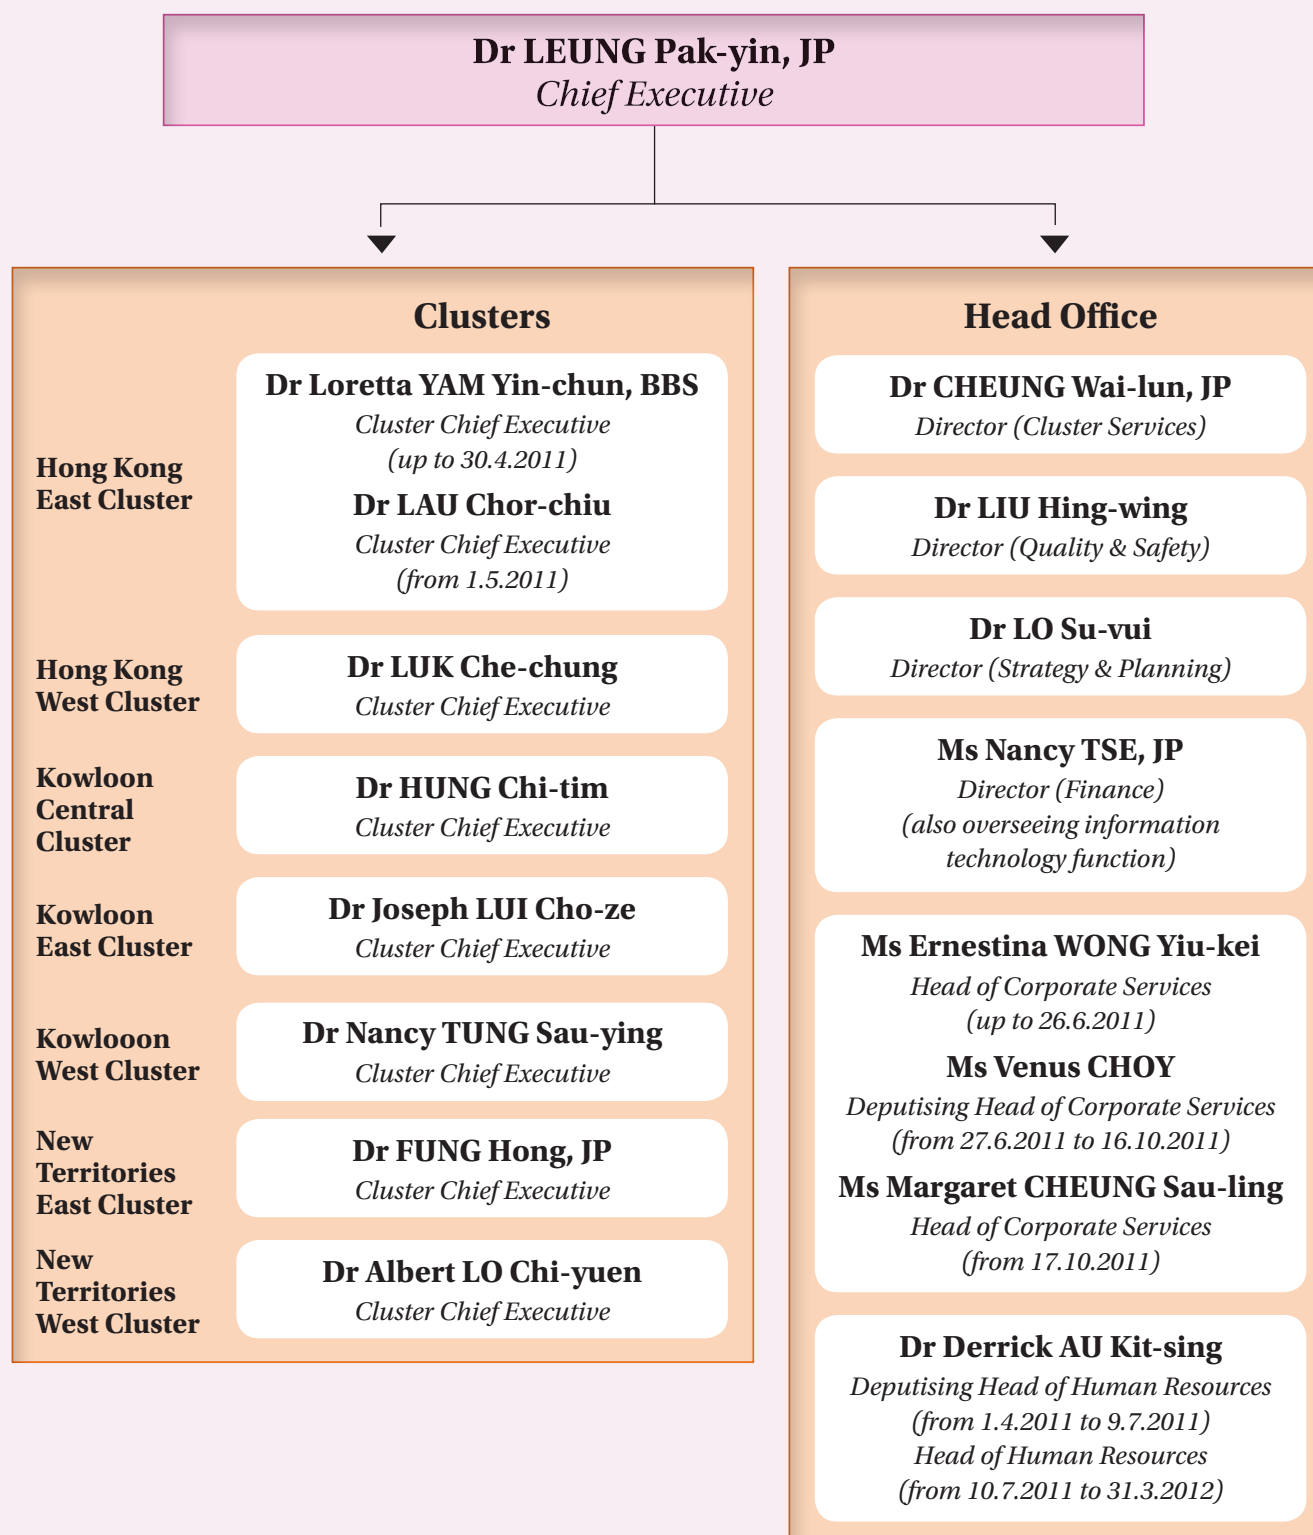 Dr LEUNG Pak-yin, JP
Chief Executive
Clusters
Hong Kong
East Cluster
Dr Loretta YAM Yin-chun, BBS
Cluster Chief Executive
(up to 30.4.2011)
Dr LAU Chor-chiu
Cluster Chief Executive
(from 1.5.2011)
Hong Kong
West Cluster
Dr LUK Che-chung
Cluster Chief Executive
Kowloon
Central
Cluster
Dr HUNG Chi-tim
Cluster Chief Executive
Kowloon
East Cluster
Dr Joseph LUI Cho-ze
Cluster Chief Executive
Kowlooon
West Cluster
Dr Nancy TUNG Sau-ying
Cluster Chief Executive
New
Territories
East Cluster
Dr FUNG Hong, JP
Cluster Chief Executive
New
Territories
West Cluster
Dr Albert LO Chi-yuen
Cluster Chief Executive
Head Office
Dr CHEUNG Wai-lun, JP
Director (Cluster Services)
Dr LIU Hing-wing
Director (Quality & Safety)
Dr LO Su-vui
Director (Strategy & Planning)
Ms Nancy TSE, JP
Director (Finance)
(also overseeing information
technology function)
Ms Ernestina WONG Yiu-kei
Head of Corporate Services
(up to 26.6.2011)
Ms Venus CHOY
Deputising Head of Corporate Services
(from 27.6.2011 to 16.10.2011)
Ms Margaret CHEUNG Sau-ling
Head of Corporate Services
(from 17.10.2011)
Dr Derrick AU Kit-sing
Deputising Head of Human Resources
(from 1.4.2011 to 9.7.2011)
Head of Human Resources
(from 10.7.2011 to 31.3.2012)